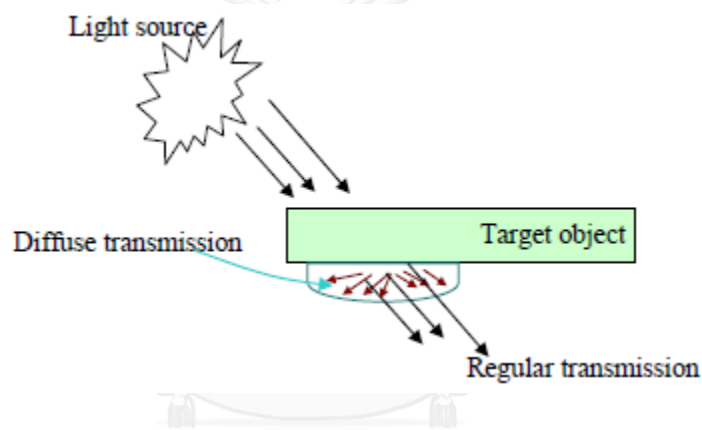 Light source
Target object
Diffuse transmission
Regular transmission